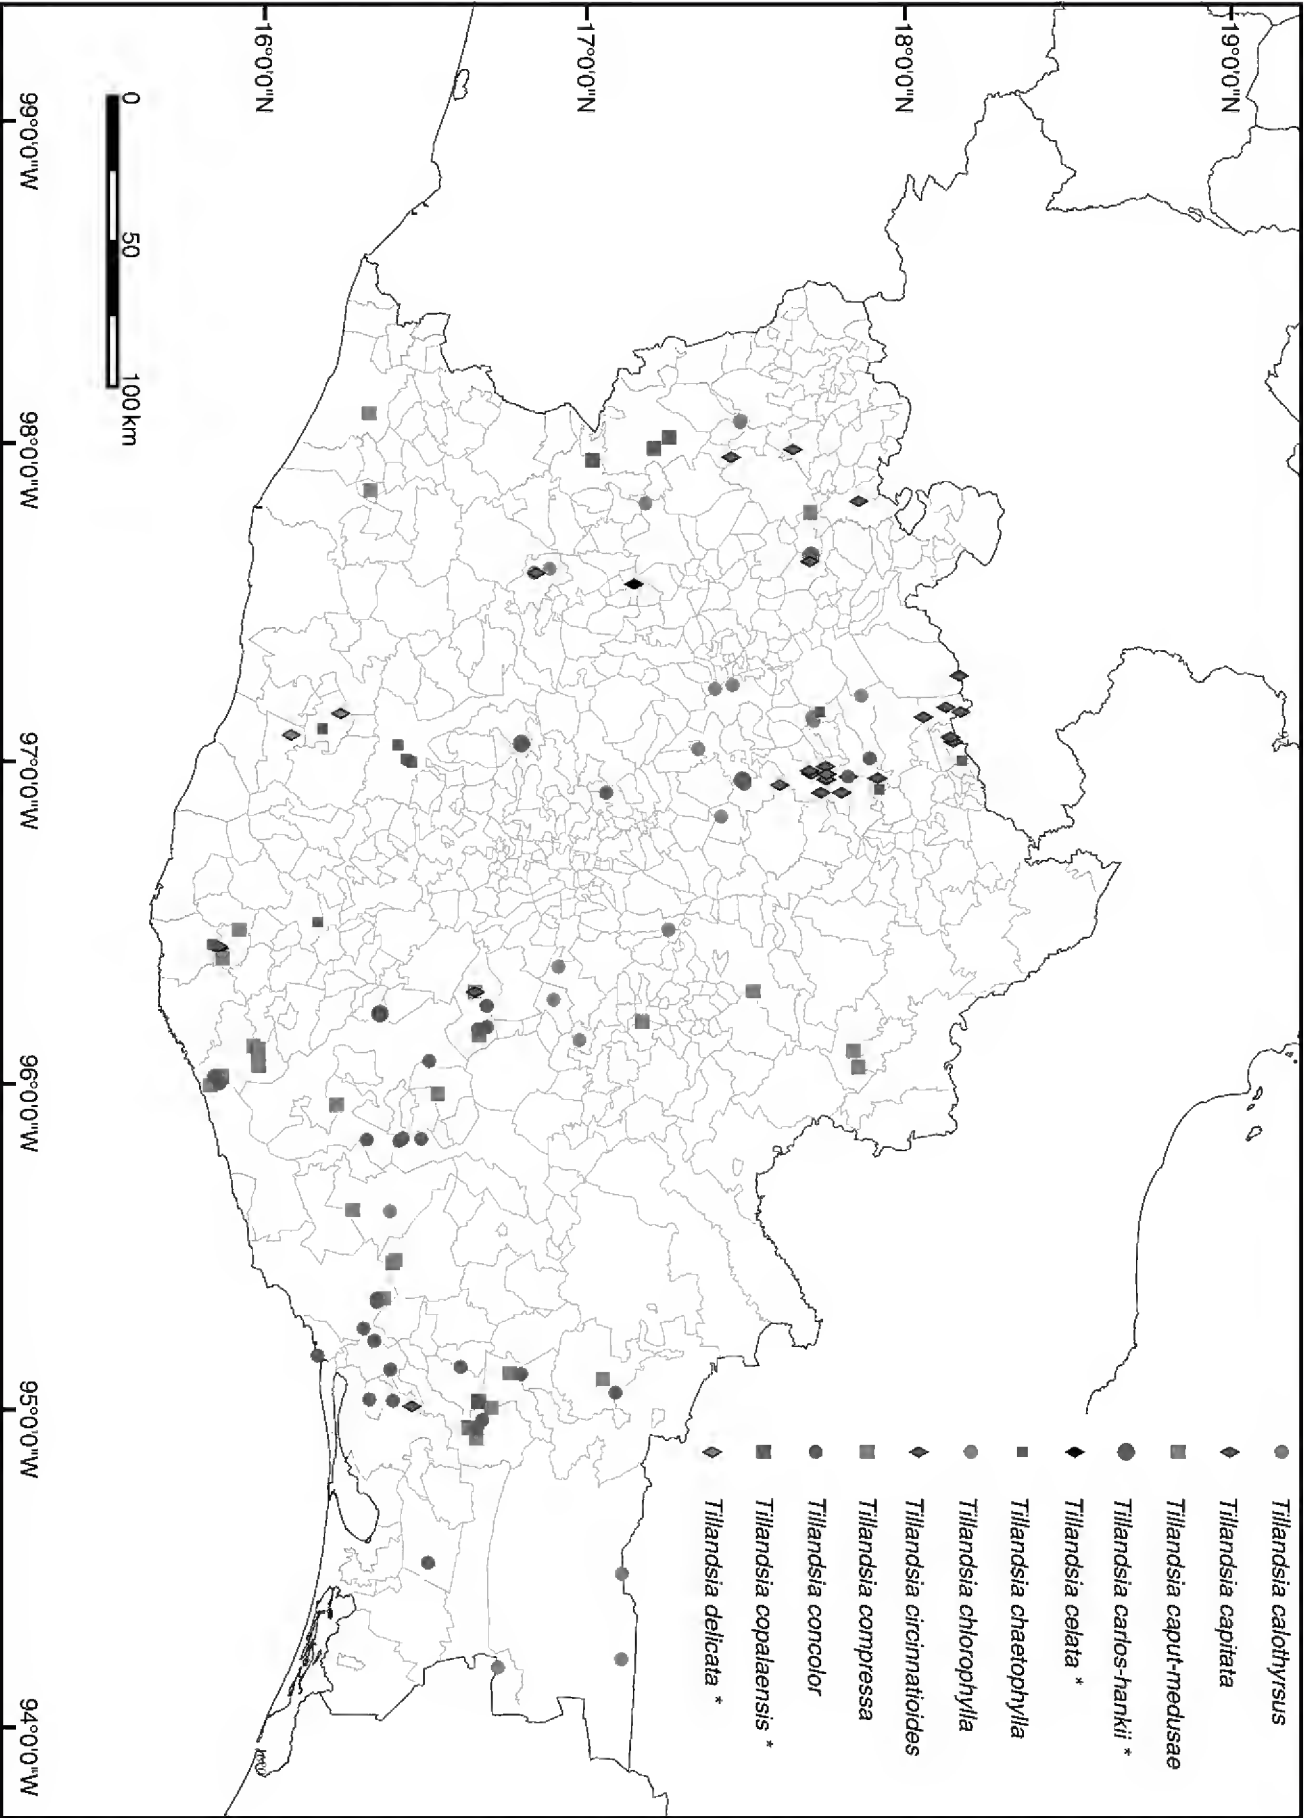 Tillandsia calothyrsus
Tillandsia capitata
Tillandsia caput-medusae
Tillandsia carlos-hankii *
Tillandsia celata *
Tillandsia chaetophylla
Tillandsia chlorophylla
Tillandsia circinnatioides
Tillandsia compressa
Tillandsia concolor
Tillandsia copalaensis *
Tillandsia delicata *
19°0'0"N
18°0'0"N
17°0'0"N
16°0'0"N
0 50 100 km
99°0'0"W 98°0'0"W 97°0'0"W 96°0'0"W 95°0'0"W 94°0'0"W